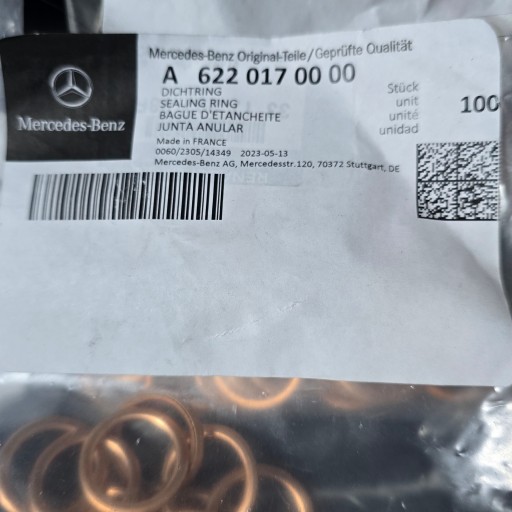 Mercedes-Benz Original-Teile/Geprüfte Qualität
A 622 017 00 00
DICHTRING
SEALING RING
BAGUE D'ETANCHEITE
JUNTA ANULAR
Stück
unit
unité
unidad
100
Mercedes-Benz
Made in FRANCE
0060/2305/14349 2023-05-13
Mercedes-Benz AG, Mercedesstr.120, 70372 Stuttgart, DE